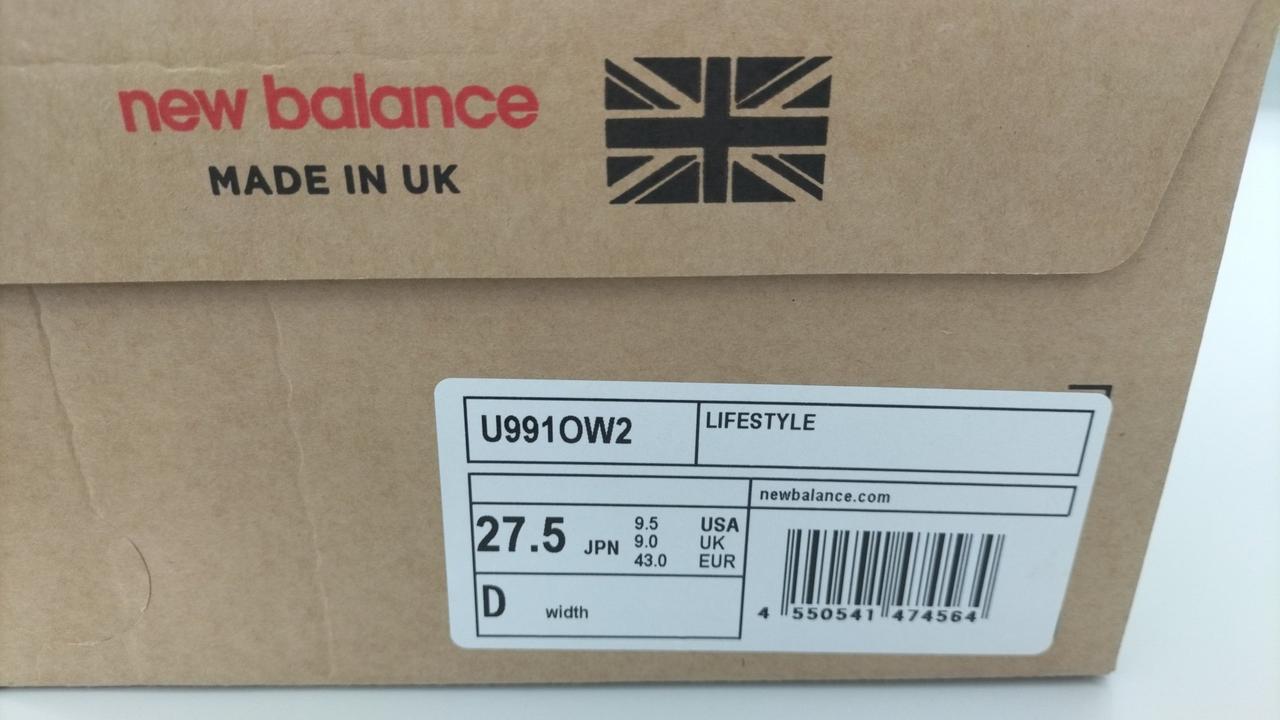 new balance
MADE IN UK
U991OW2
LIFESTYLE
newbalance.com
27.5 JPN
9.5 USA
9.0 UK
43.0 EUR
D width
4 550541 474564